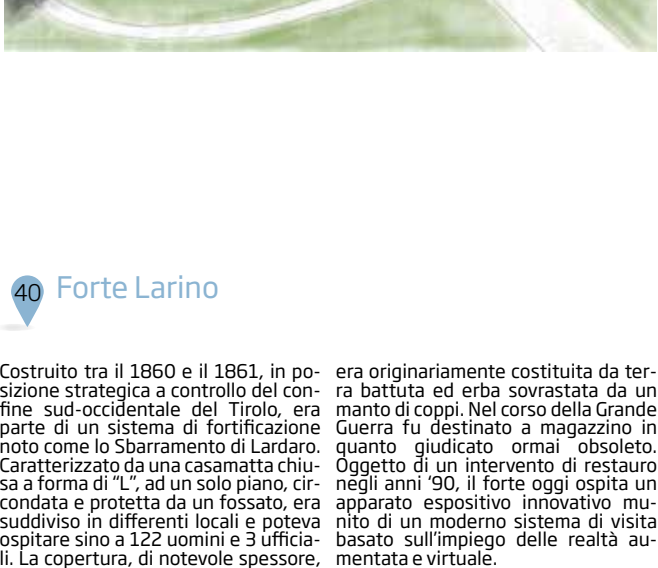 40 Forte Larino
Costruito tra il 1860 e il 1861, in po-
sizione strategica a controllo del con-
fine sud-occidentale del Tirolo, era
parte di un sistema di fortificazione
noto come lo Sbarramento di Lardaro.
Caratterizzato da una casamatta chiu-
sa a forma di “L”, ad un solo piano, cir-
condata e protetta da un fossato, era
suddiviso in differenti locali e poteva
ospitare sino a 122 uomini e 3 ufficia-
li. La copertura, di notevole spessore,
era originariamente costituita da ter-
ra battuta ed erba sovrastata da un
manto di coppi. Nel corso della Grande
Guerra fu destinato a magazzino in
quanto giudicato ormai obsoleto.
Oggetto di un intervento di restauro
negli anni ‘90, il forte oggi ospita un
apparato espositivo innovativo mu-
nito di un moderno sistema di visita
basato sull’impiego delle realtà au-
mentata e virtuale.